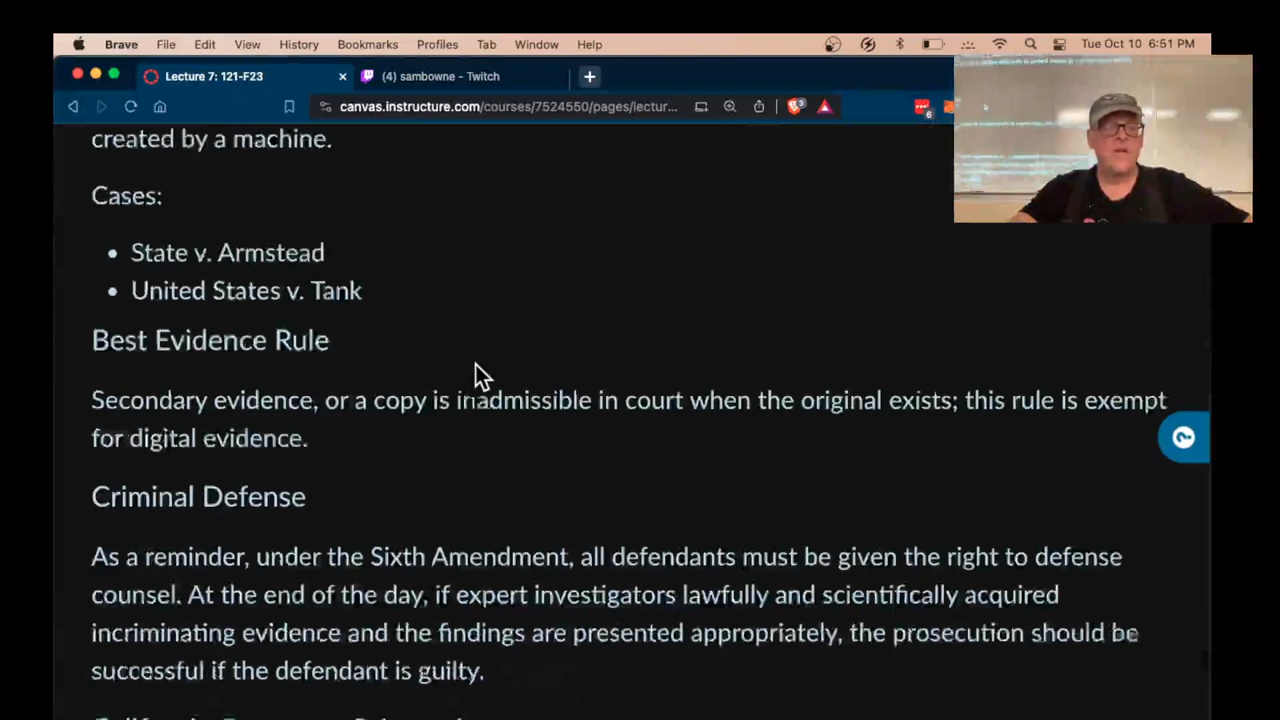 Brave File Edit View History Bookmarks Profiles Tab Window Help Tue Oct 10 6:51 PM
Lecture 7: 121-F23 (4) sambowne - Twitch
canvas.instructure.com/courses/7524550/pages/lectur... 3
6
created by a machine.
Cases:
• State v. Armstead
• United States v. Tank
Best Evidence Rule
Secondary evidence, or a copy is inadmissible in court when the original exists; this rule is exempt
for digital evidence.
Criminal Defense
As a reminder, under the Sixth Amendment, all defendants must be given the right to defense
counsel. At the end of the day, if expert investigators lawfully and scientifically acquired
incriminating evidence and the findings are presented appropriately, the prosecution should be
successful if the defendant is guilty.